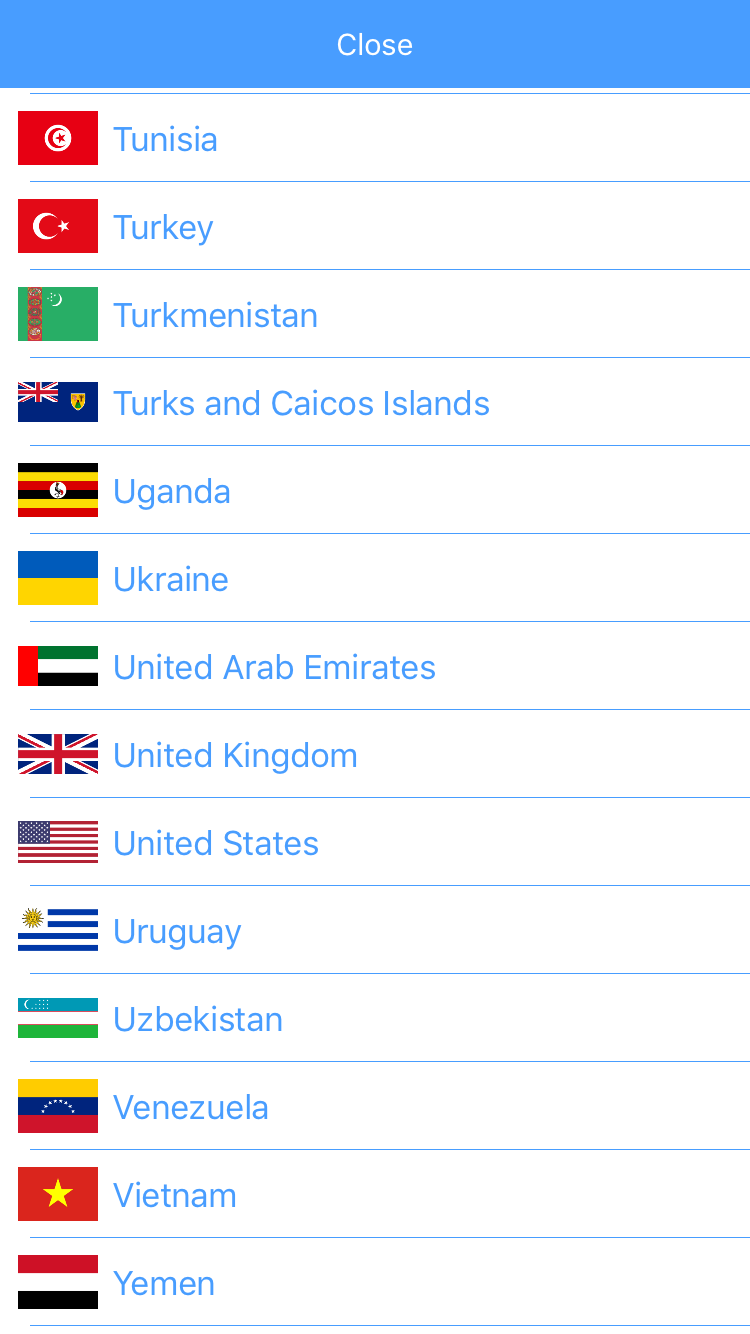 Close
Tunisia
Turkey
Turkmenistan
Turks and Caicos Islands
Uganda
Ukraine
United Arab Emirates
United Kingdom
United States
Uruguay
Uzbekistan
Venezuela
Vietnam
Yemen